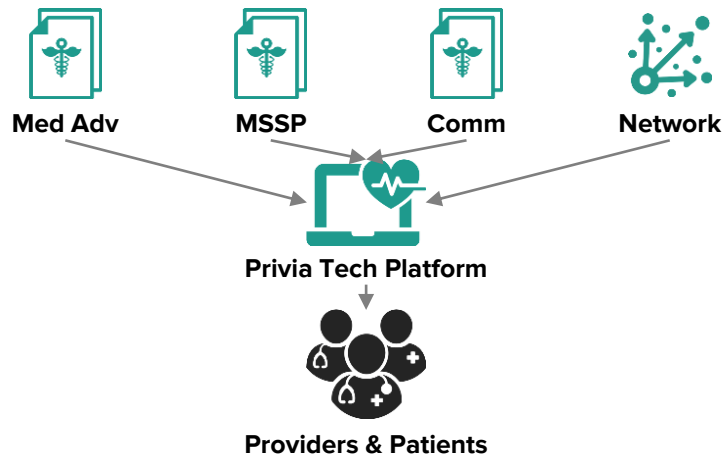 Med Adv
MSSP
Comm
Network
Privia Tech Platform
Providers & Patients